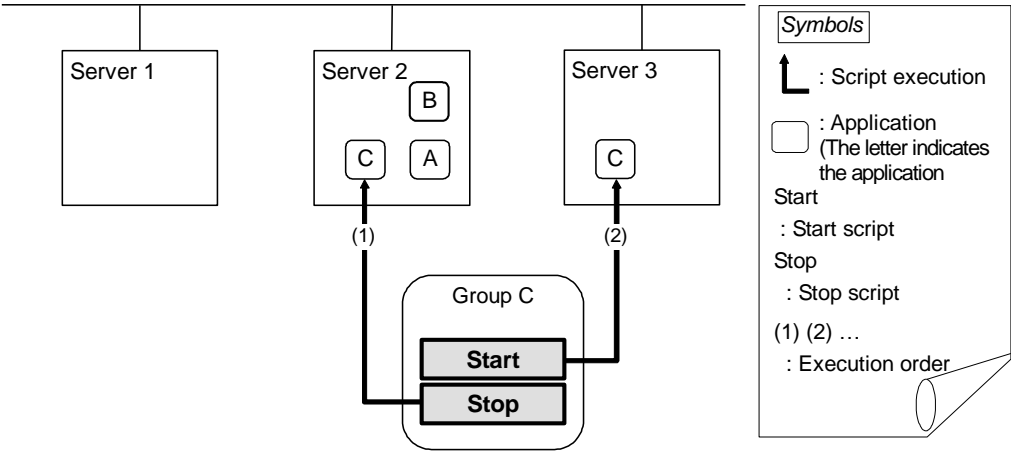 Server 1
Server 2
B
C
A
Server 3
C
(1)
(2)
Group C
Start
Stop
Symbols
: Script execution
: Application
(The letter indicates
the application
Start
: Start script
Stop
: Stop script
(1) (2) …
: Execution order